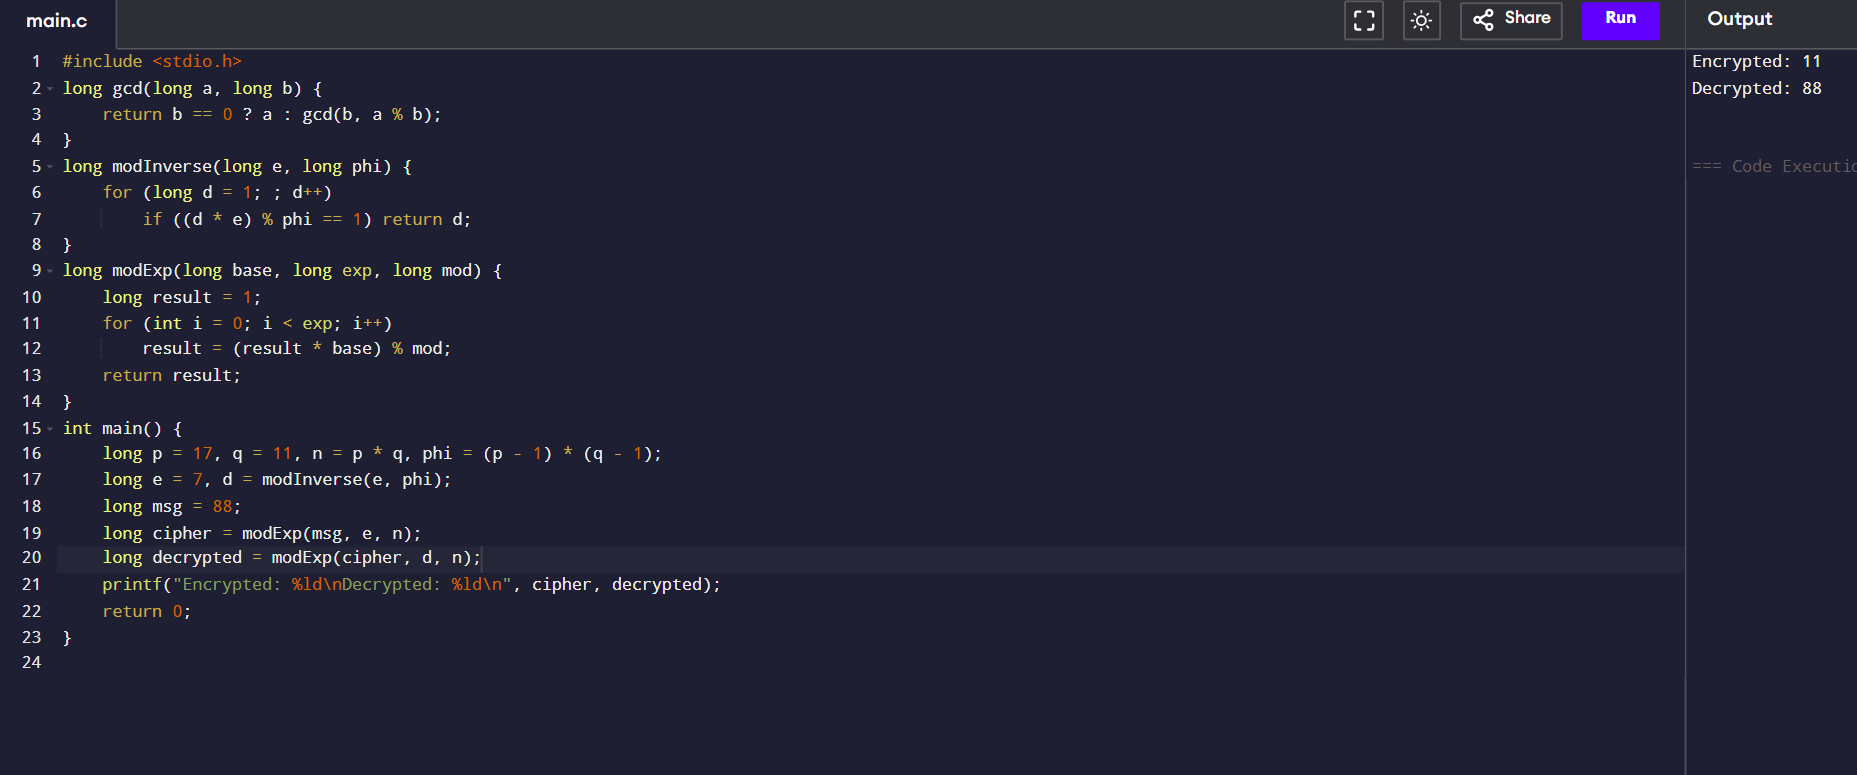 main.c
Share
Run
Output
1 #include <stdio.h>
2 long gcd(long a, long b) {
3     return b == 0 ? a : gcd(b, a % b);
4 }
5 long modInverse(long e, long phi) {
6     for (long d = 1; ; d++)
7         if ((d * e) % phi == 1) return d;
8 }
9 long modExp(long base, long exp, long mod) {
10     long result = 1;
11     for (int i = 0; i < exp; i++)
12         result = (result * base) % mod;
13     return result;
14 }
15 int main() {
16     long p = 17, q = 11, n = p * q, phi = (p - 1) * (q - 1);
17     long e = 7, d = modInverse(e, phi);
18     long msg = 88;
19     long cipher = modExp(msg, e, n);
20     long decrypted = modExp(cipher, d, n);
21     printf("Encrypted: %ld\nDecrypted: %ld\n", cipher, decrypted);
22     return 0;
23 }
24
Encrypted: 11
Decrypted: 88
=== Code Executio